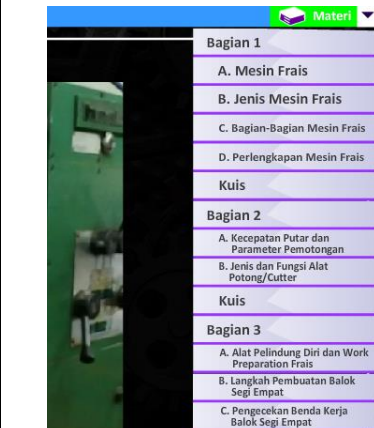 Materi
Bagian 1
A. Mesin Frais
B. Jenis Mesin Frais
C. Bagian-Bagian Mesin Frais
D. Perlengkapan Mesin Frais
Kuis
Bagian 2
A. Kecepatan Putar dan
Parameter Pemotongan
B. Jenis dan Fungsi Alat
Potong/Cutter
Kuis
Bagian 3
A. Alat Pelindung Diri dan Work
Preparation Frais
B. Langkah Pembuatan Balok
Segi Empat
C. Pengecekan Benda Kerja
Balok Segi Empat